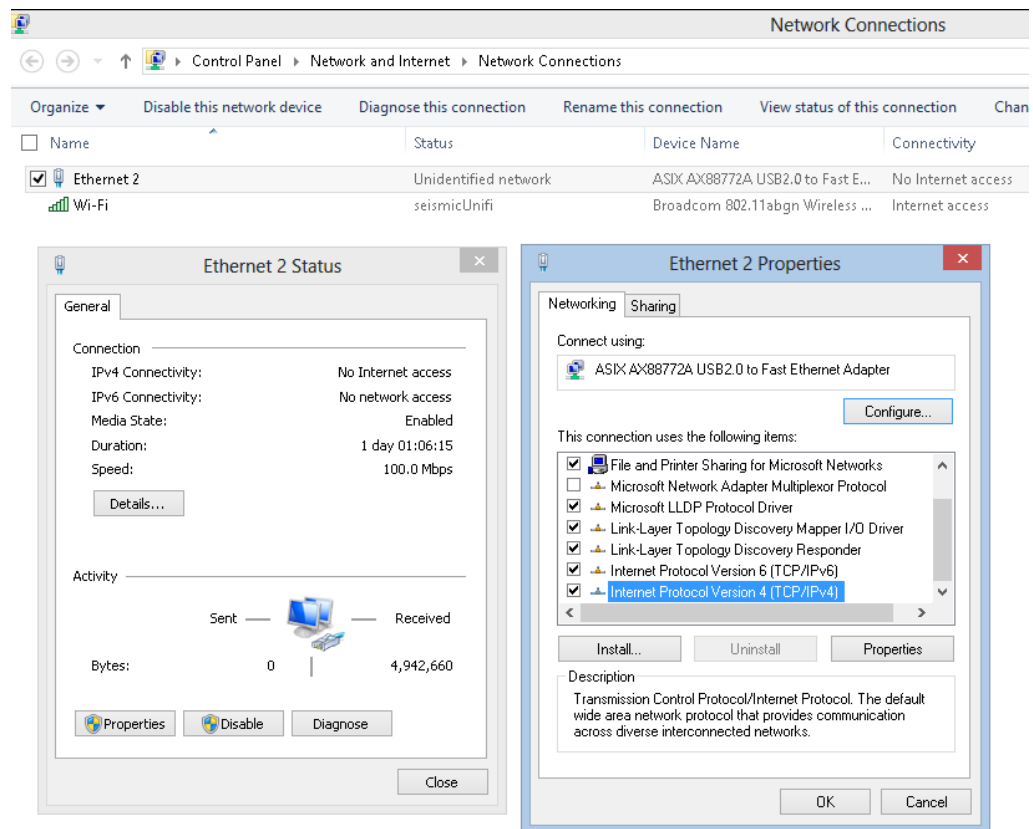 Network Connections
Control Panel Network and Internet Network Connections
Organize Disable this network device Diagnose this connection Rename this connection View status of this connection Chan
Name Status Device Name Connectivity
Ethernet 2 Unidentified network ASIX AX88772A USB2.0 to Fast E... No Internet access
Wi-Fi seismicUnifi Broadcom 802.11abgn Wireless ... Internet access
Ethernet 2 Status
General
Connection
IPv4 Connectivity: No Internet access
IPv6 Connectivity: No network access
Media State: Enabled
Duration: 1 day 01:06:15
Speed: 100.0 Mbps
Details...
Activity
Sent Received
Bytes: 0 4,942,660
Properties Disable Diagnose
Close
Ethernet 2 Properties
Networking Sharing
Connect using:
ASIX AX88772A USB2.0 to Fast Ethernet Adapter
Configure...
This connection uses the following items:
File and Printer Sharing for Microsoft Networks
Microsoft Network Adapter Multiplexor Protocol
Microsoft LLDP Protocol Driver
Link-Layer Topology Discovery Mapper I/O Driver
Link-Layer Topology Discovery Responder
Internet Protocol Version 6 (TCP/IPv6)
Internet Protocol Version 4 (TCP/IPv4)
Install... Uninstall Properties
Description
Transmission Control Protocol/Internet Protocol. The default
wide area network protocol that provides communication
across diverse interconnected networks.
OK Cancel